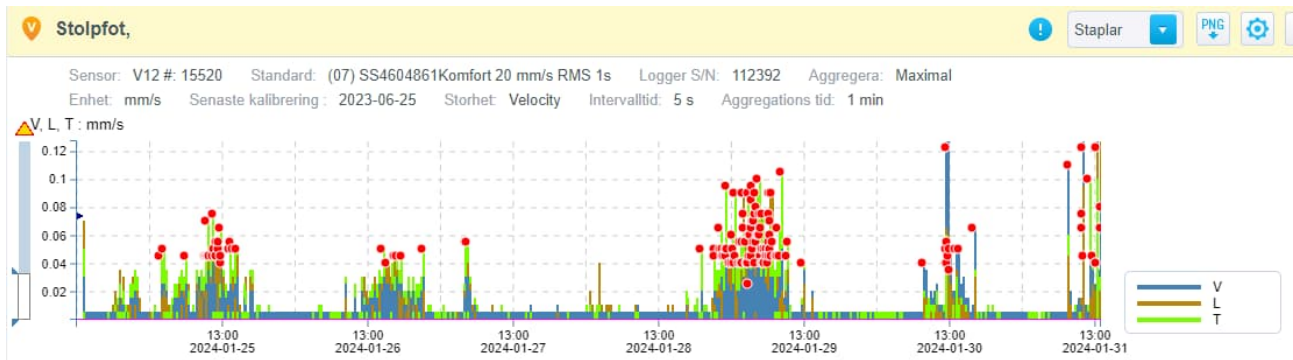 Stolpfot,
Staplar
PNG
Sensor: V12 #: 15520 Standard: (07) SS4604861Komfort 20 mm/s RMS 1s Logger S/N: 112392 Aggregera: Maximal
Enhet: mm/s Senaste kalibrering : 2023-06-25 Storhet: Velocity Intervalltid: 5 s Aggregations tid: 1 min
V, L, T : mm/s
0.12
0.1
0.08
0.06
0.04
0.02
V
L
T
13:00 13:00 13:00 13:00 13:00 13:00 13:00
2024-01-25 2024-01-26 2024-01-27 2024-01-28 2024-01-29 2024-01-30 2024-01-31